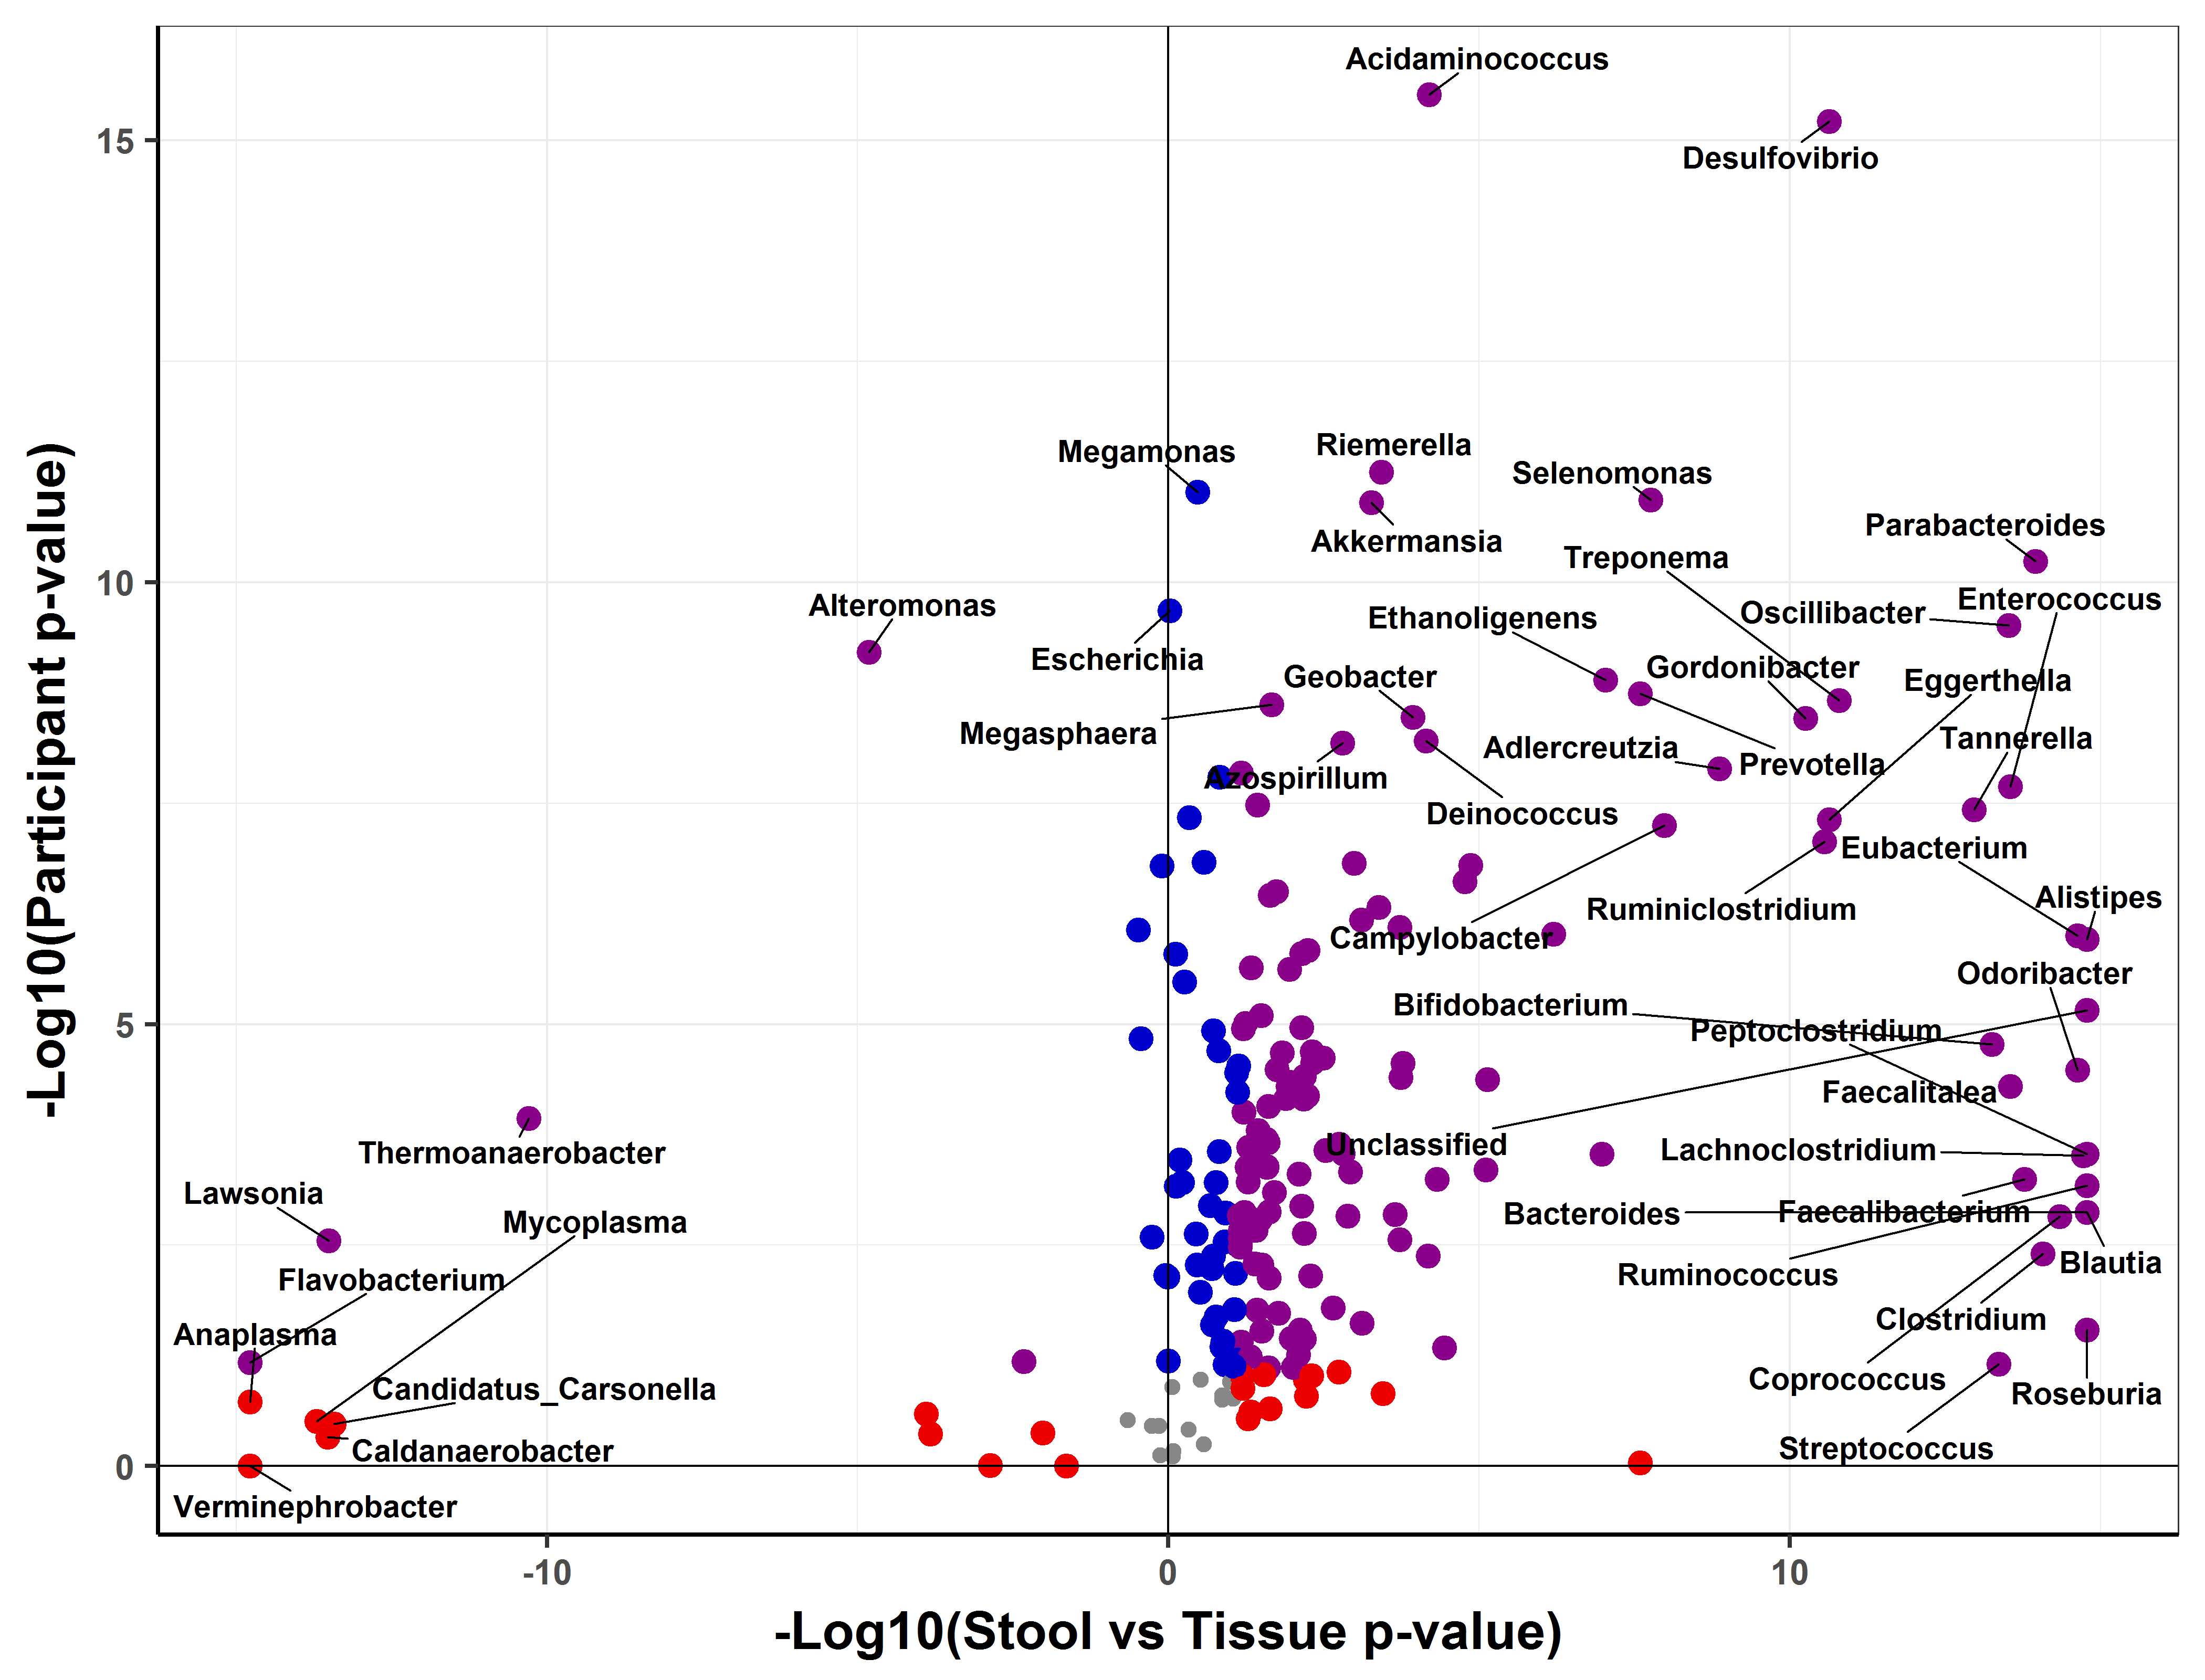 Acidaminococcus
15
Desulfovibrio
Megamonas
Riemerella
Selenomonas
Parabacteroides
Akkermansia
Treponema
10
Enterococcus
Alteromonas
Oscillibacter
Ethanoligenens
Escherichia
Gordonibacter
Geobacter
Eggerthella
Megasphaera
Tannerella
Adlercreutzia
Prevotella
Azospirillum
Deinococcus
Eubacterium
Alistipes
Ruminiclostridium
Campylobacter
Odoribacter
Bifidobacterium
5
Peptoclostridium
Faecalitalea
Unclassified
Lachnoclostridium
Thermoanaerobacter
Lawsonia
Bacteroides
Faecalibacterium
Mycoplasma
Blautia
Ruminococcus
Flavobacterium
Clostridium
Anaplasma
Coprococcus
Candidatus_Carsonella
Roseburia
Streptococcus
Caldanaerobacter
0
Verminephrobacter
-10
0
10
-Log10(Stool vs Tissue p-value)
-Log10(Participant p-value)